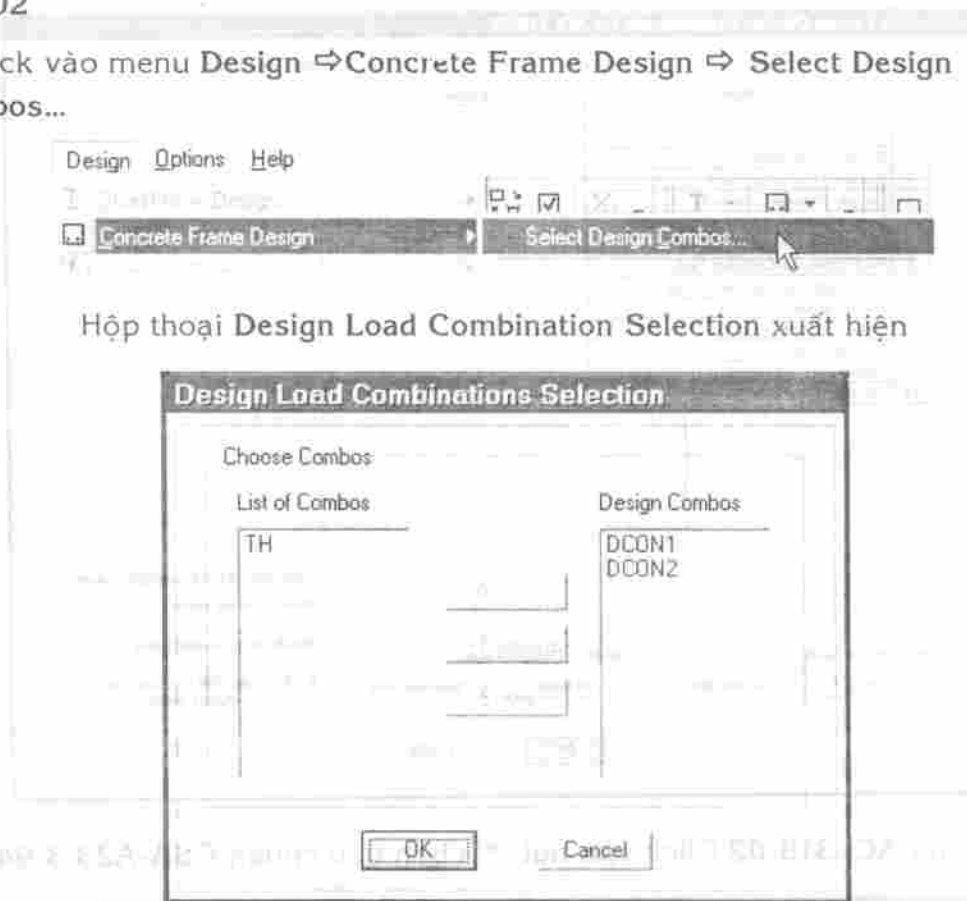 02
ck vào menu Design ⇨Concrete Frame Design ⇨ Select Design
bos...
Design Options Help
Concrete Frame Design Select Design Combos...
Hộp thoại Design Load Combination Selection xuất hiện
Design Load Combinations Selection
Choose Combos
List of Combos Design Combos
TH DCON1
DCON2
OK Cancel